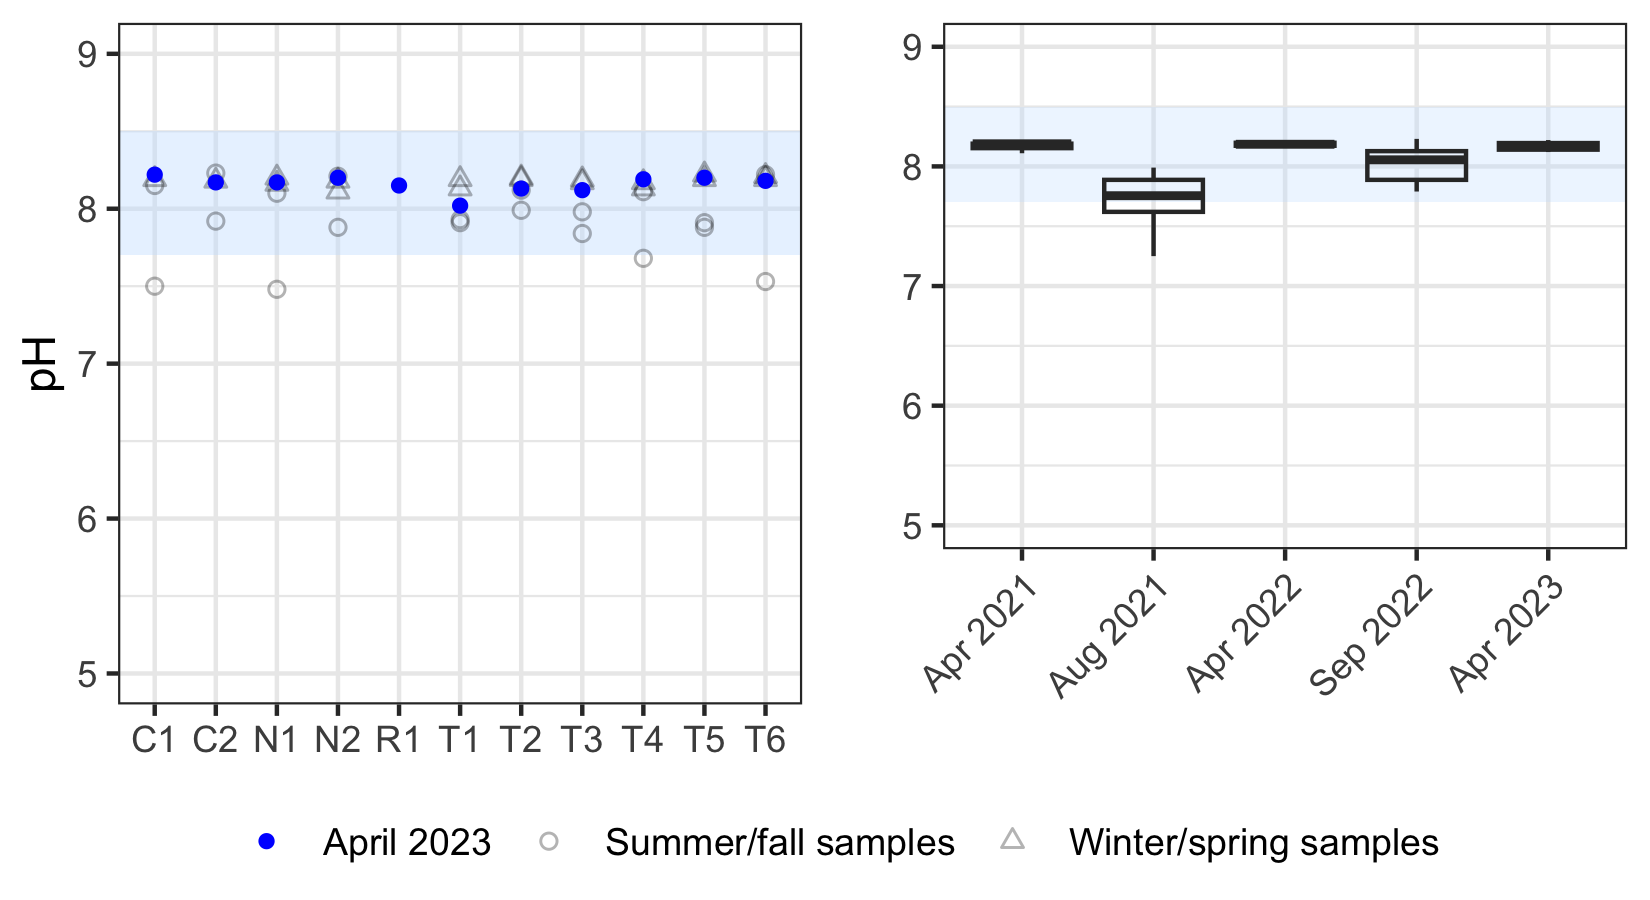 pH
9
8
7
6
5
C1 C2 N1 N2 R1 T1 T2 T3 T4 T5 T6
9
8
7
6
5
Apr 2021
Aug 2021
Apr 2022
Sep 2022
Apr 2023
April 2023 Summer/fall samples Winter/spring samples